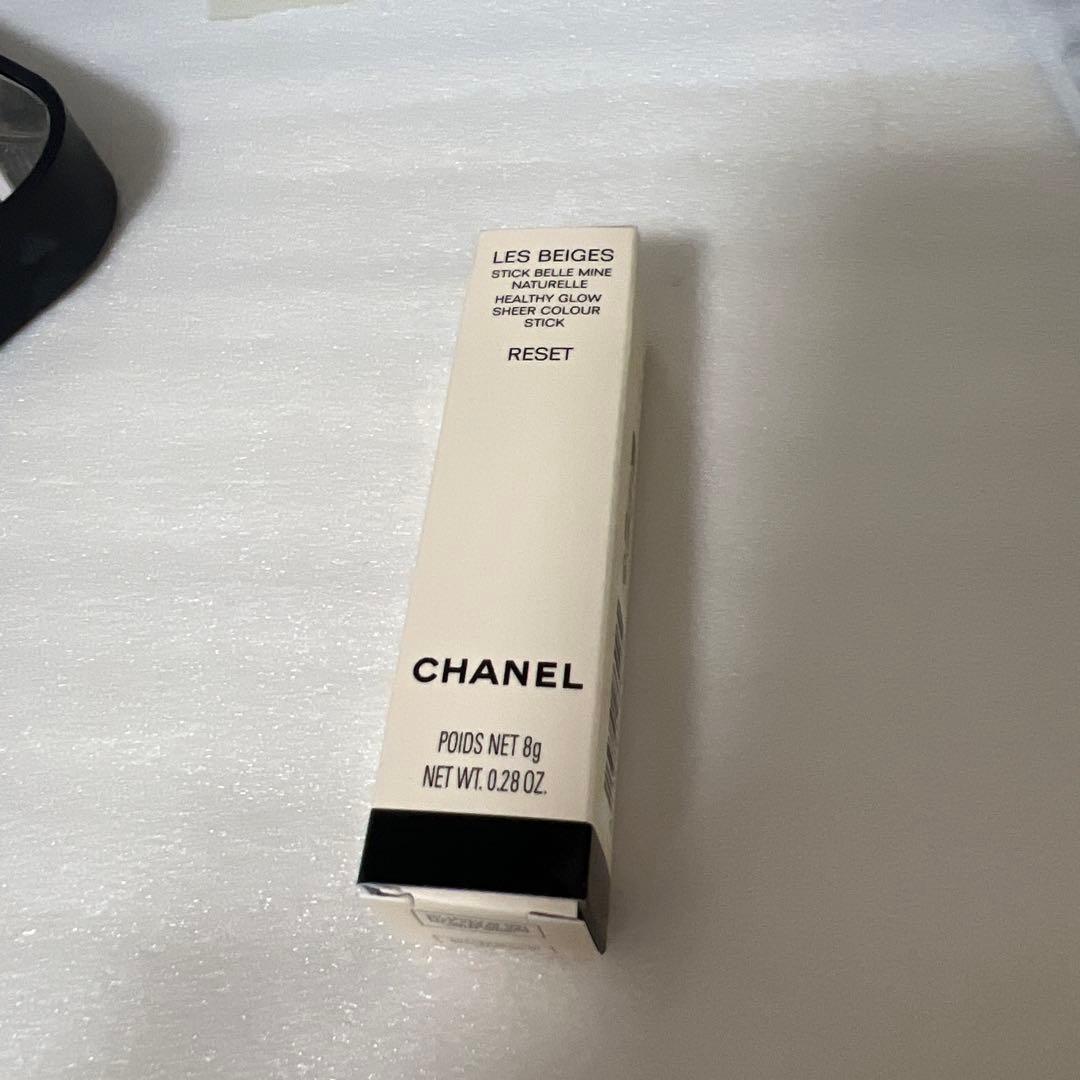 LES BEIGES
STICK BELLE MINE
NATURELLE
HEALTHY GLOW
SHEER COLOUR
STICK
RESET
CHANEL
POIDS NET 8g
NET WT. 0.28 OZ.